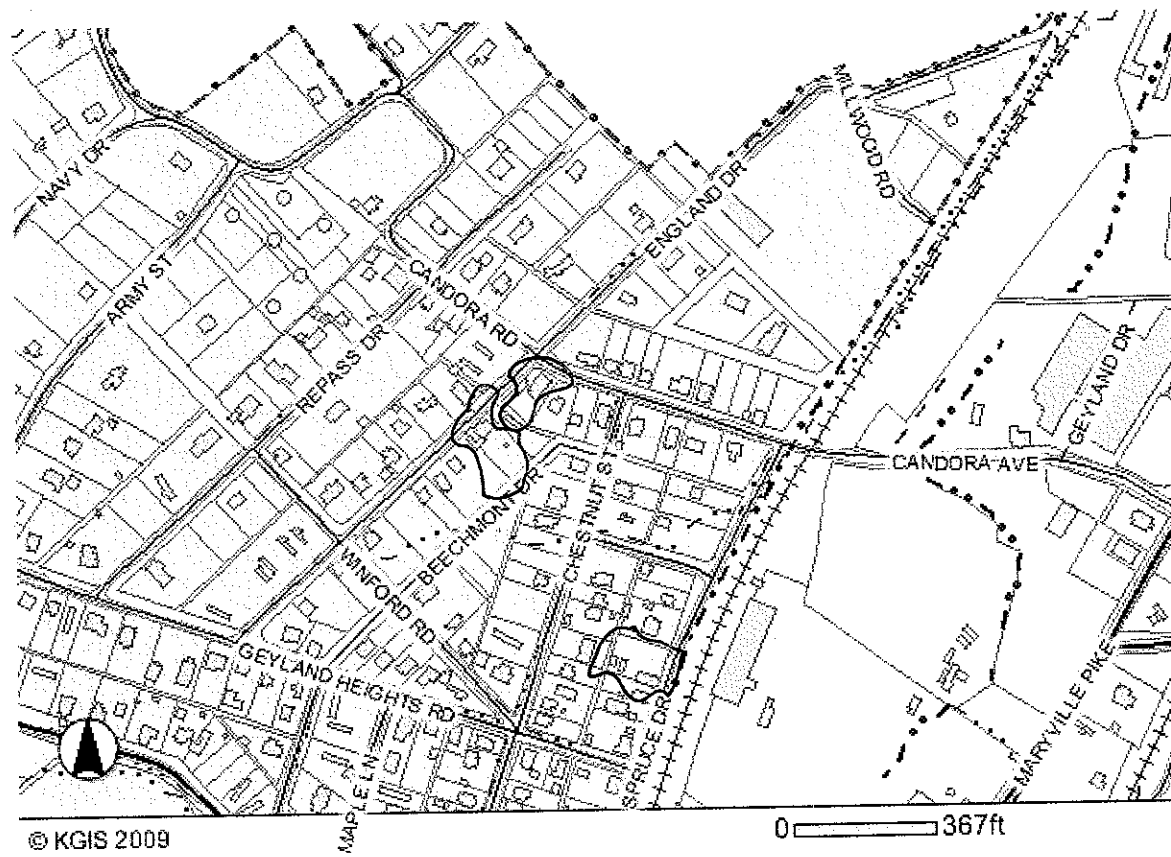 MILLWOOD RD
NAVY DR
ENGLAND DR
ARMY ST
CANDORA RD
REPASS DR
GEYLAND DR
CANDORA AVE
CHESTNUT ST
BEECHMONT DR
WINFORD RD
GEYLAND HEIGHTS RD
SPRUCE DR
MARYVILLE PIKE
MAPLE LN
© KGIS 2009
0 367ft